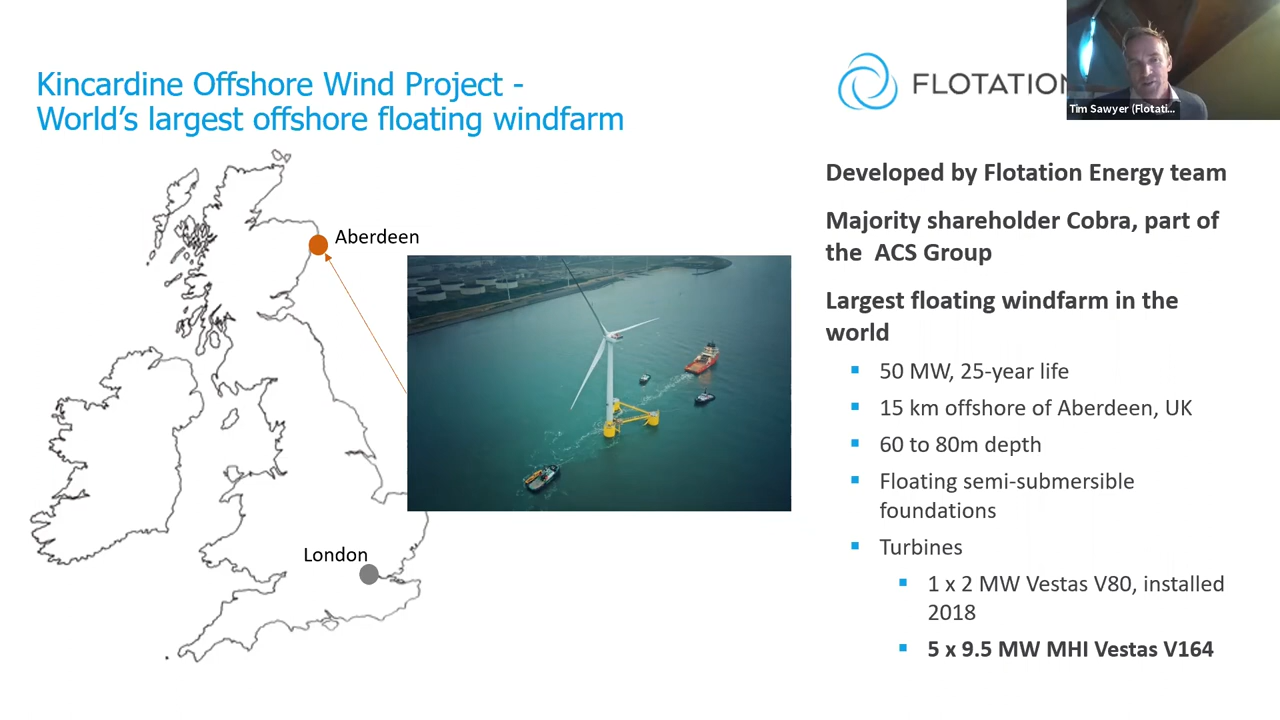 Kincardine Offshore Wind Project -
World's largest offshore floating windfarm
FLOTATION
Tim Sawyer (Flotati...
Aberdeen
London
Developed by Flotation Energy team
Majority shareholder Cobra, part of
the ACS Group
Largest floating windfarm in the
world
50 MW, 25-year life
15 km offshore of Aberdeen, UK
60 to 80m depth
Floating semi-submersible
foundations
Turbines
1 x 2 MW Vestas V80, installed
2018
5 x 9.5 MW MHI Vestas V164